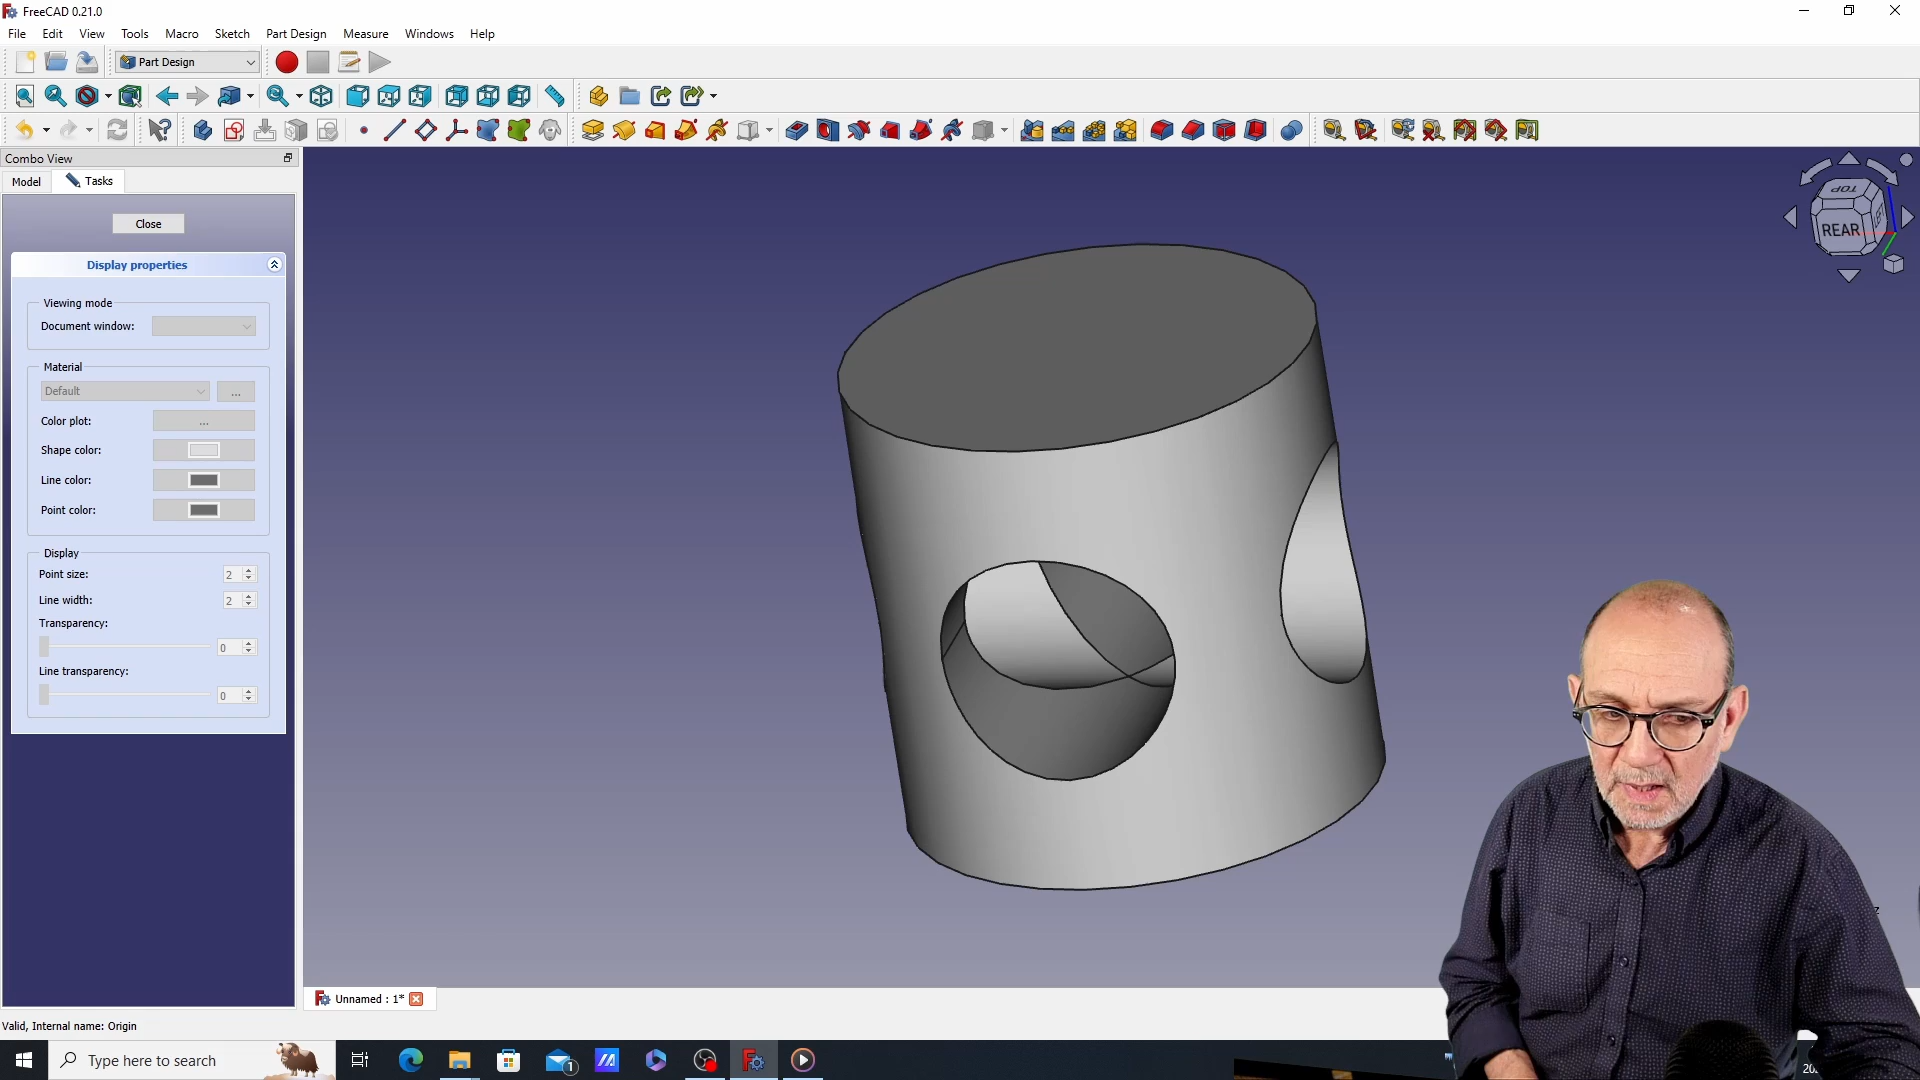 FreeCAD 0.21.0
File Edit View Tools Macro Sketch Part Design Measure Windows Help
Part Design
Combo View
Model Tasks
Close
Display properties
Viewing mode
Document window:
Material
Default ...
Color plot: ...
Shape color:
Line color:
Point color:
Display
Point size: 2
Line width: 2
Transparency:
0
Line transparency:
0
TOP
REAR
z
Unnamed : 1*
Valid, Internal name: Origin
Type here to search
1